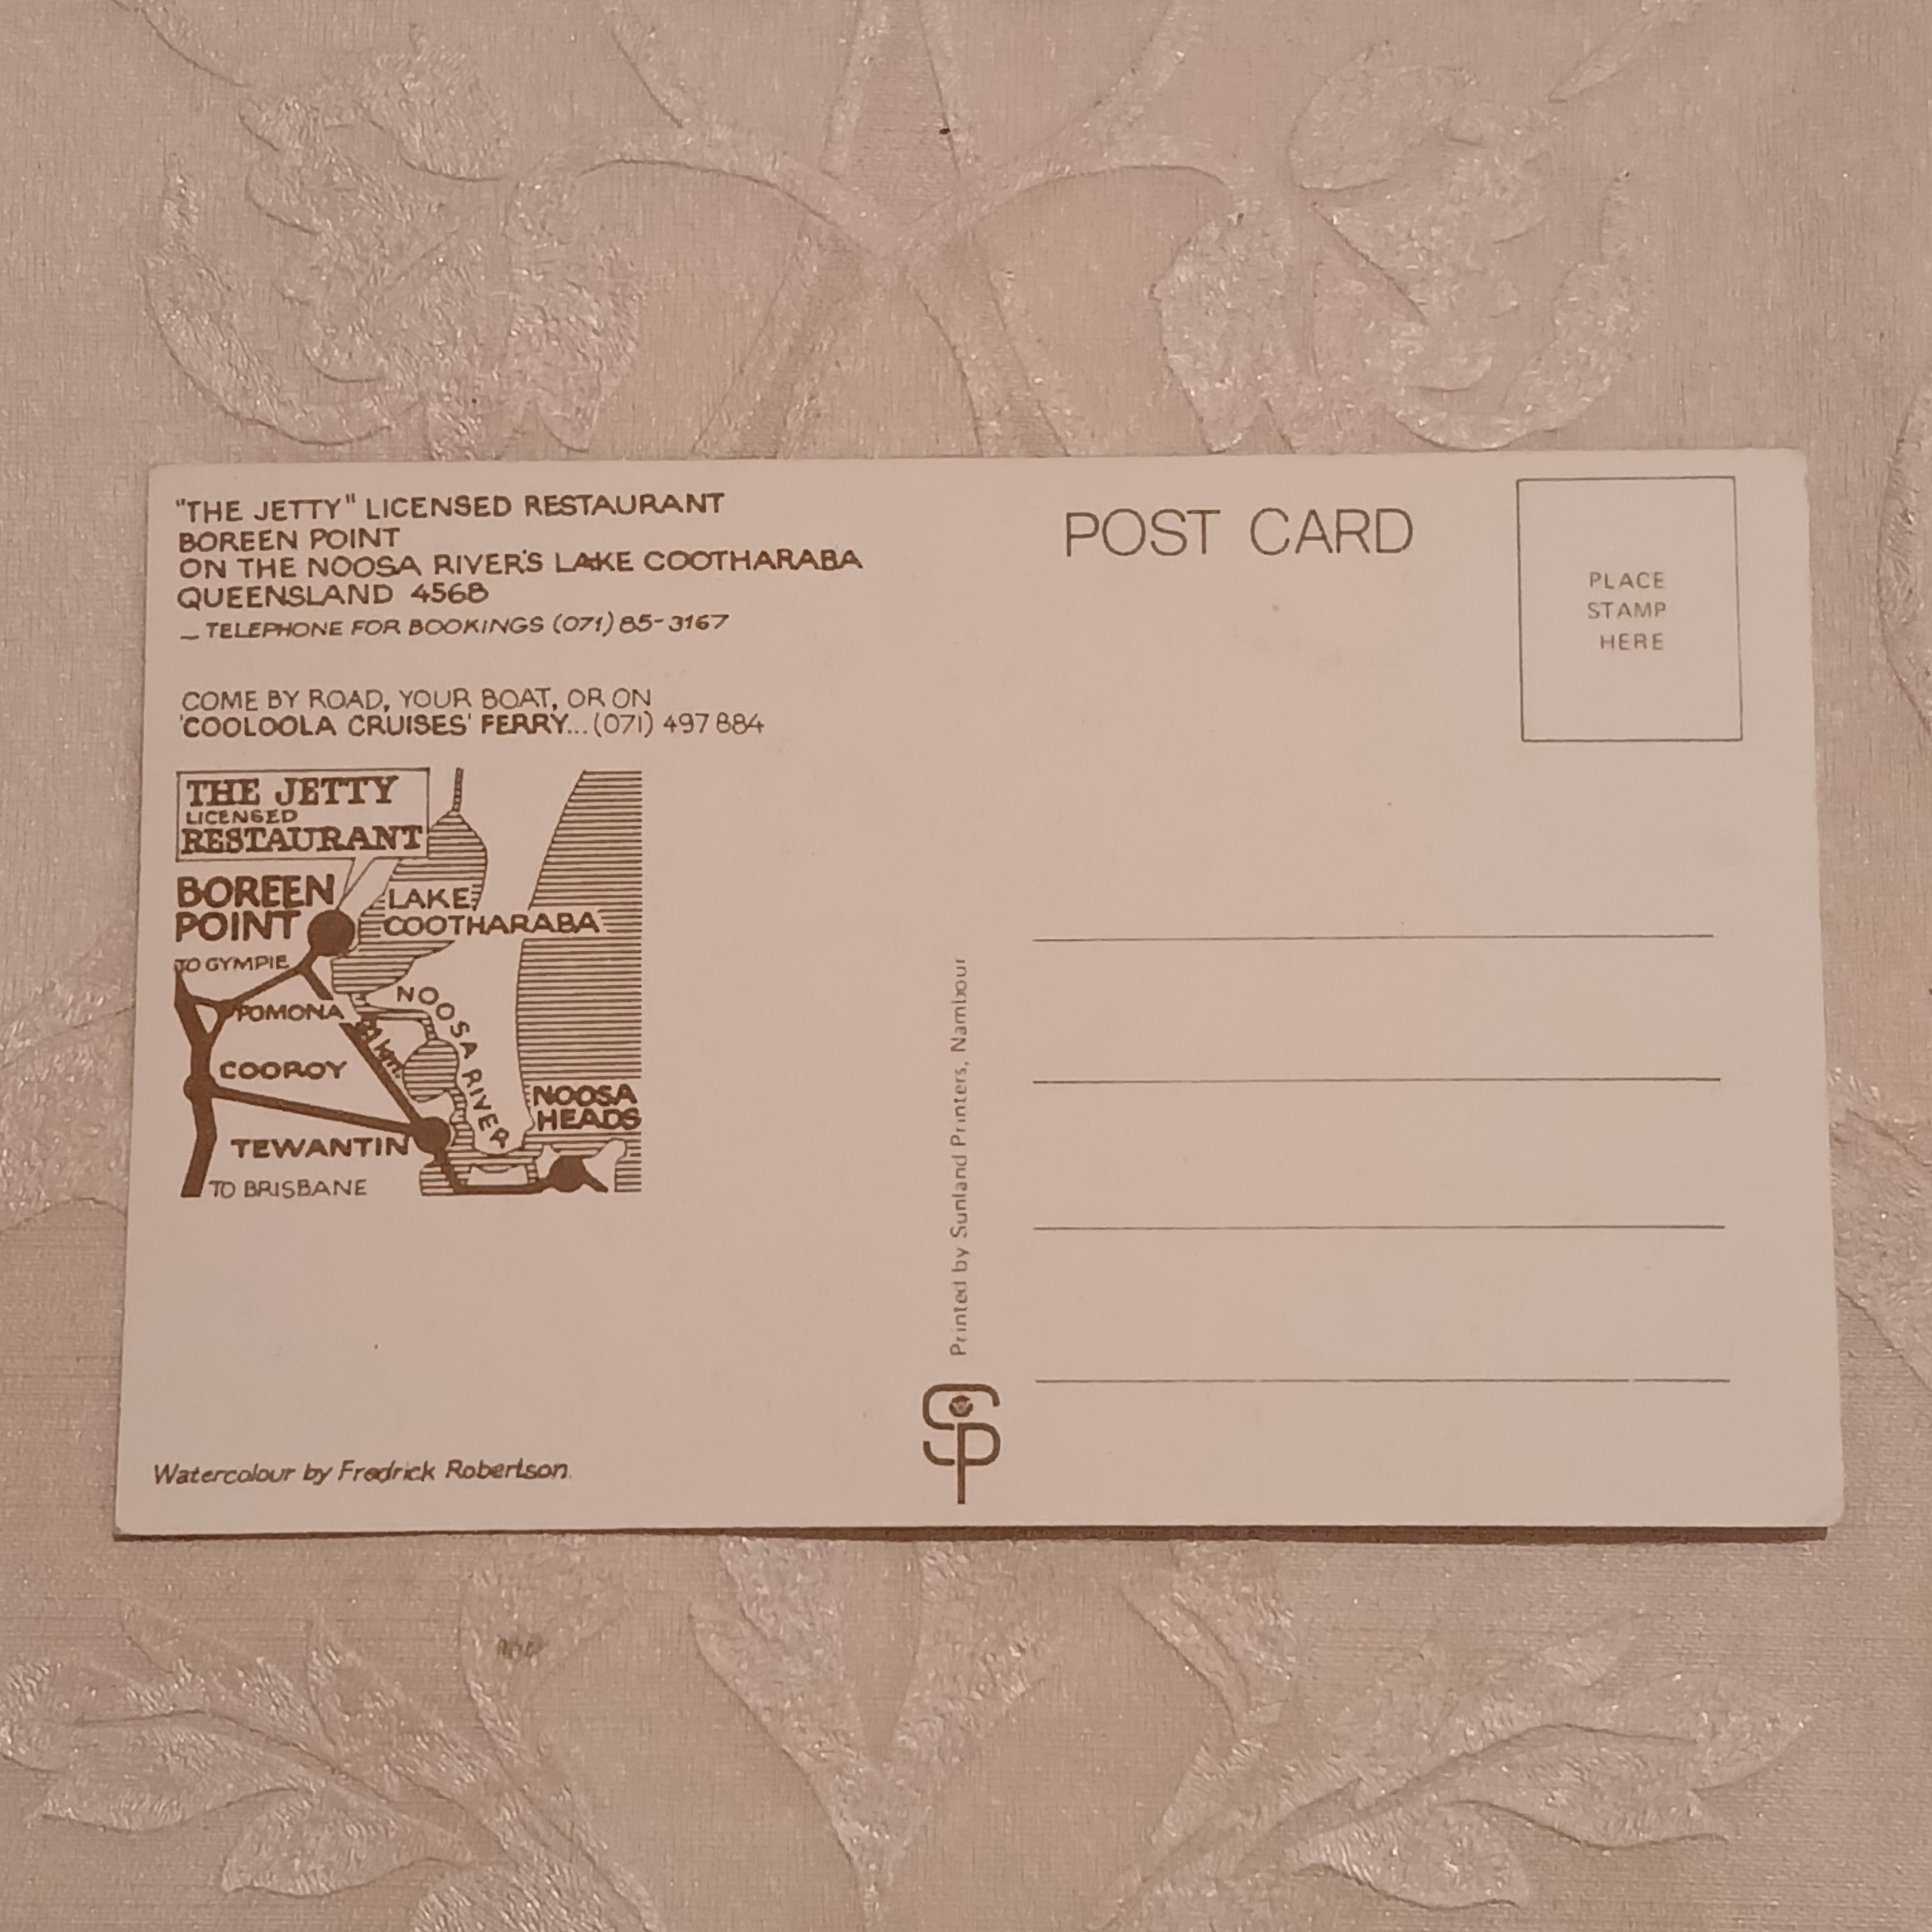 "THE JETTY" LICENSED RESTAURANT
BOREEN POINT
ON THE NOOSA RIVER'S LAKE COOTHARABA
QUEENSLAND 4568
— TELEPHONE FOR BOOKINGS (071) 85-3167
COME BY ROAD, YOUR BOAT, OR ON
'COOLOOLA CRUISES' FERRY...(071) 497884
THE JETTY
LICENSED
RESTAURANT
BOREEN
POINT
LAKE
COOTHARABA
TO GYMPIE
NOOSA RIVER
POMONA
21 km.
COOROY
NOOSA
HEADS
TEWANTIN
TO BRISBANE
Watercolour by Fredrick Robertson.
Printed by Sunland Printers, Nambour
SP
POST CARD
PLACE
STAMP
HERE